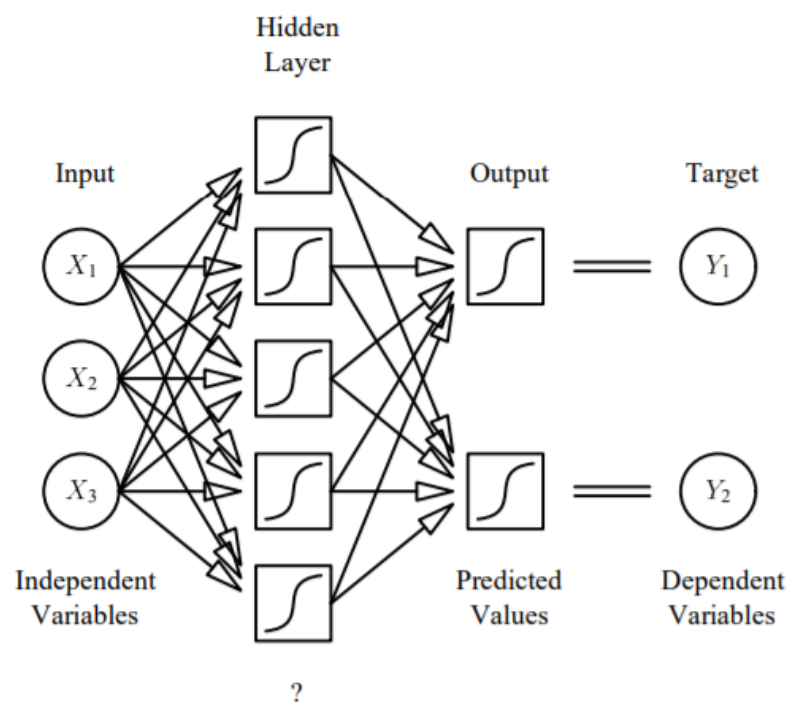 Hidden
Layer
Input
Output
Target
X₁
Y₁
X₂
X₃
Y₂
Independent
Variables
Predicted
Values
Dependent
Variables
?